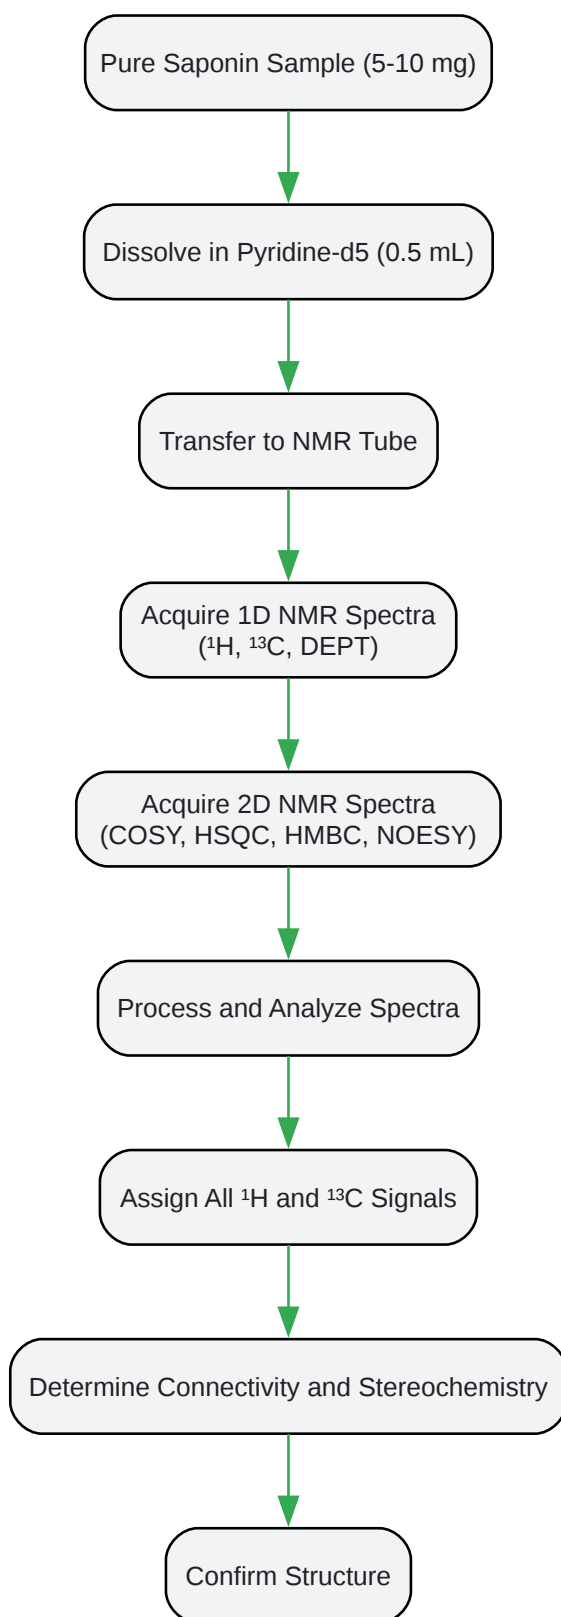 Pure Saponin Sample (5-10 mg)
Dissolve in Pyridine-d5 (0.5 mL)
Transfer to NMR Tube
Acquire 1D NMR Spectra
(¹H, ¹³C, DEPT)
Acquire 2D NMR Spectra
(COSY, HSQC, HMBC, NOESY)
Process and Analyze Spectra
Assign All ¹H and ¹³C Signals
Determine Connectivity and Stereochemistry
Confirm Structure